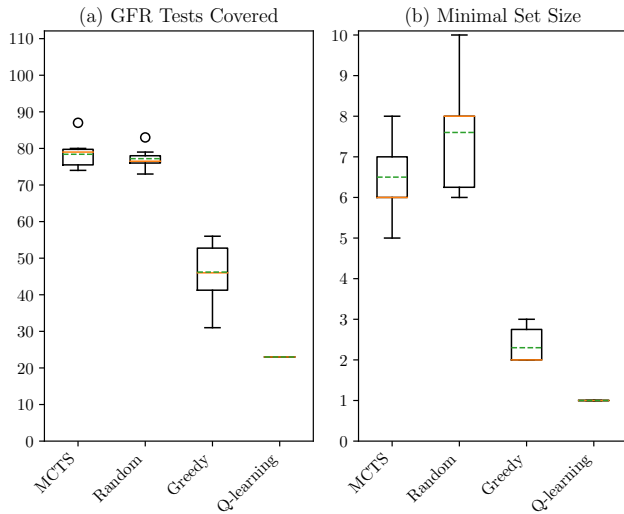 (a) GFR Tests Covered
110
100
90
80
70
60
50
40
30
20
10
0
MCTS
Random
Greedy
Q-learning
(b) Minimal Set Size
10
9
8
7
6
5
4
3
2
1
0
MCTS
Random
Greedy
Q-learning